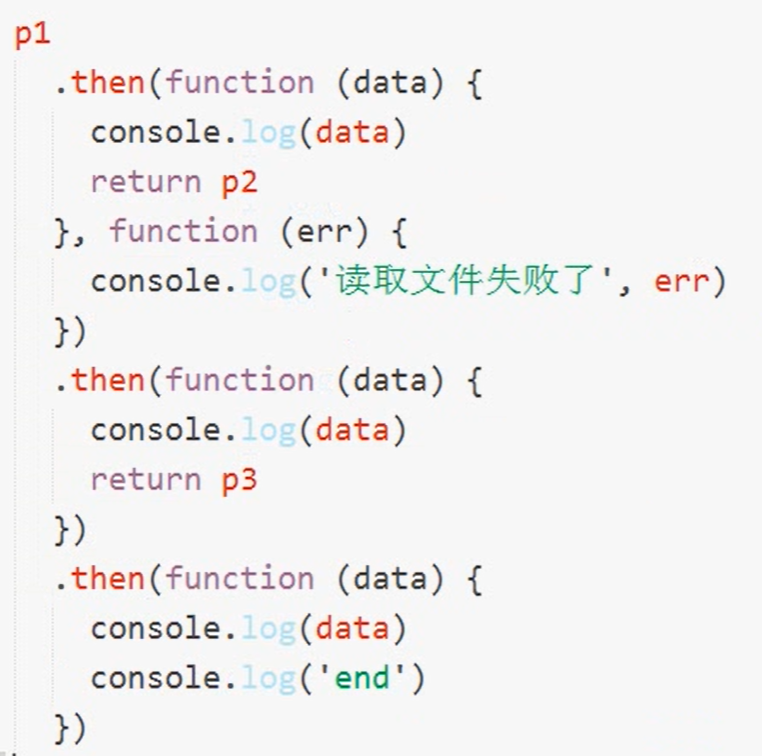 p1
  .then(function (data) {
    console.log(data)
    return p2
  }, function (err) {
    console.log('读取文件失败了', err)
  })
  .then(function (data) {
    console.log(data)
    return p3
  })
  .then(function (data) {
    console.log(data)
    console.log('end')
  })